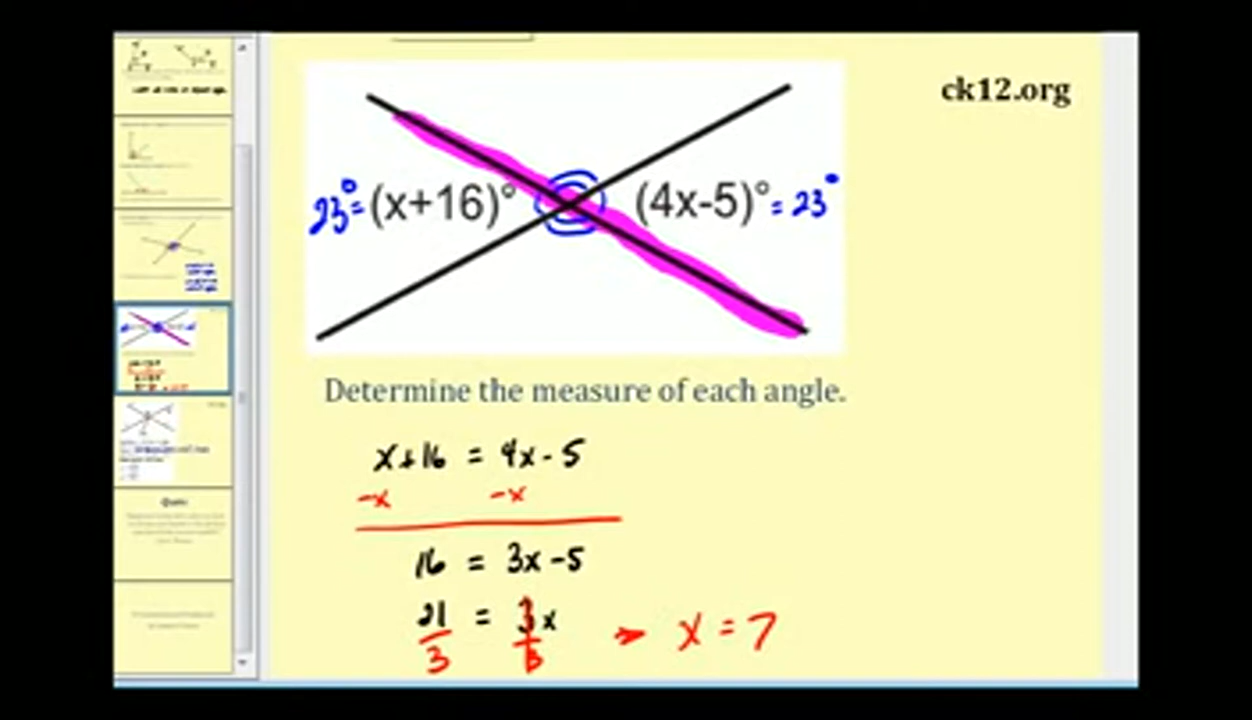 ck12.org
23°=(x+16)° (4x-5)°=23°
Determine the measure of each angle.
x+16 = 4x-5
-x -x
16 = 3x-5
21 = 3x
3 3
→ x=7